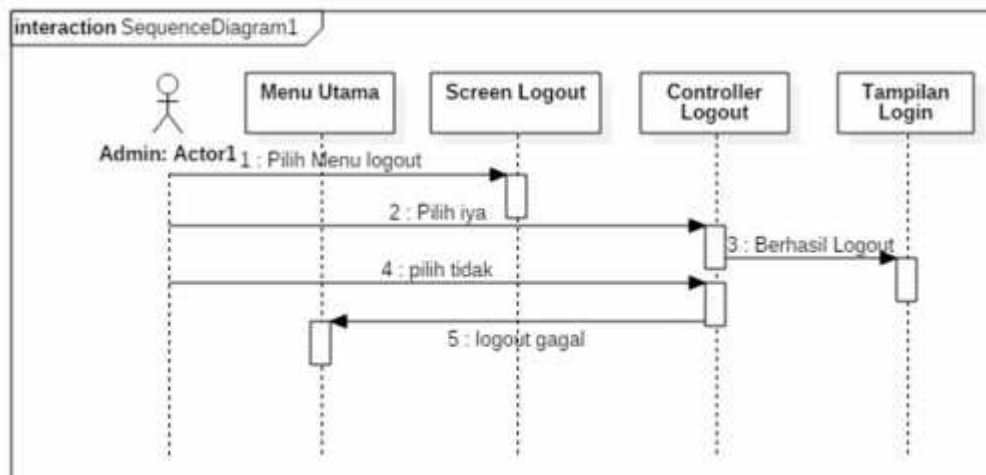 interaction SequenceDiagram1
Menu Utama
Screen Logout
Controller
Logout
Tampilan
Login
Admin: Actor1
1 : Pilih Menu logout
2 : Pilih iya
3 : Berhasil Logout
4 : pilih tidak
5 : logout gagal